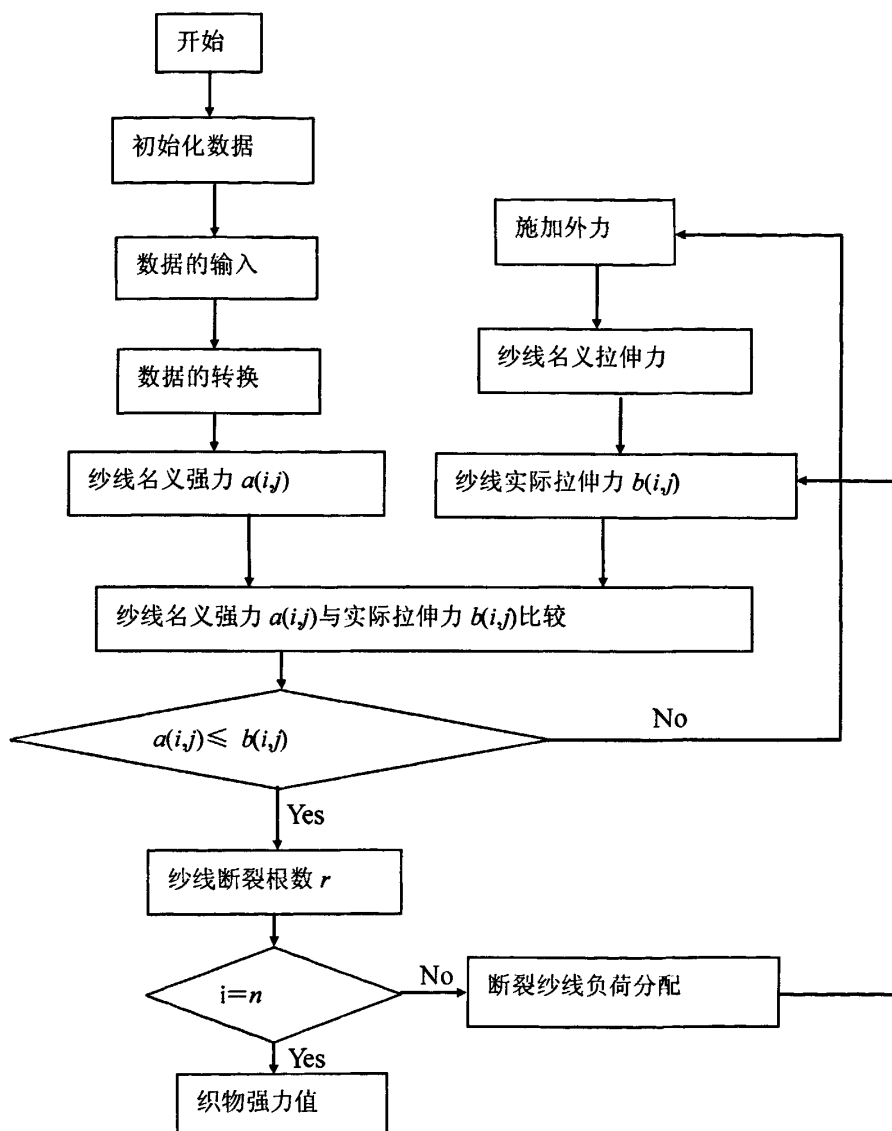 开始
初始化数据
数据的输入
数据的转换
纱线名义强力 a(i,j)
施加外力
纱线名义拉伸力
纱线实际拉伸力 b(i,j)
纱线名义强力 a(i,j)与实际拉伸力 b(i,j)比较
a(i,j)≤ b(i,j)
No
Yes
纱线断裂根数 r
i=n
No
断裂纱线负荷分配
Yes
织物强力值